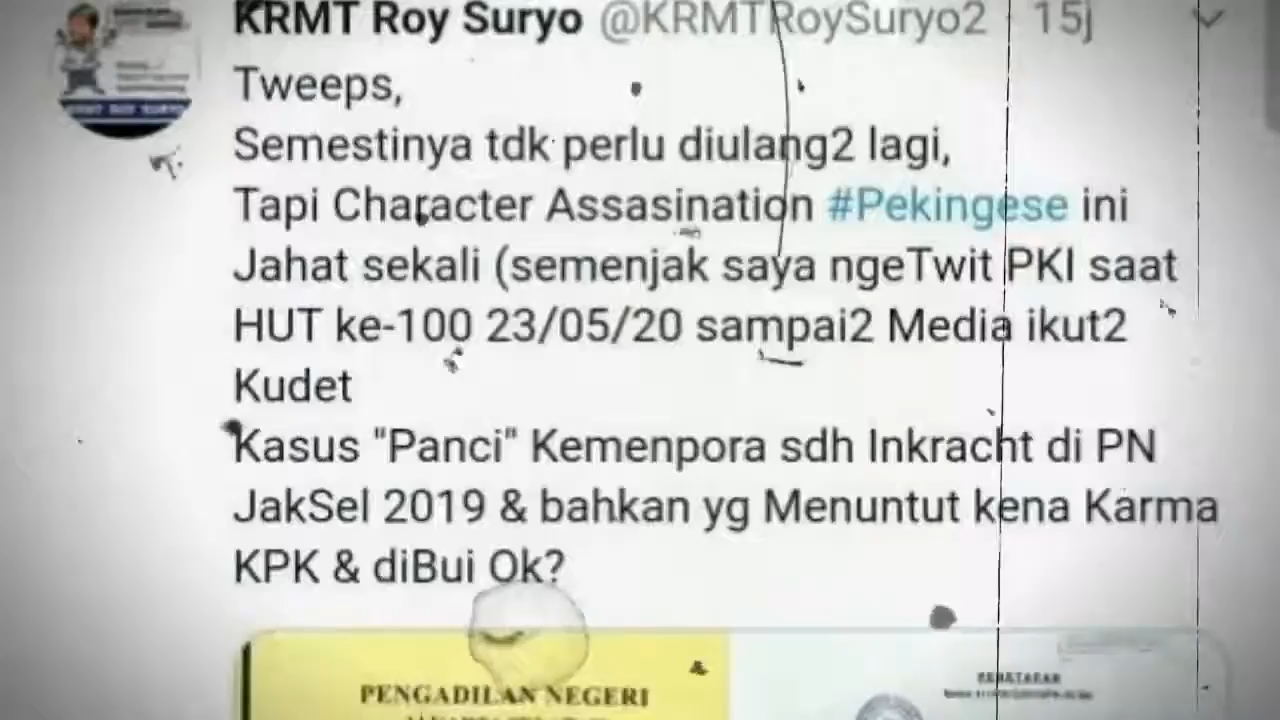 KRMT Roy Suryo @KRMTRoySuryo2 · 15j
Tweeps,
Semestinya tdk perlu diulang2 lagi,
Tapi Character Assasination #Pekingese ini
Jahat sekali (semenjak saya ngeTwit PKI saat
HUT ke-100 23/05/20 sampai2 Media ikut2
Kudet
Kasus "Panci" Kemenpora sdh Inkracht di PN
JakSel 2019 & bahkan yg Menuntut kena Karma
KPK & diBui Ok?
PENGADILAN NEGERI